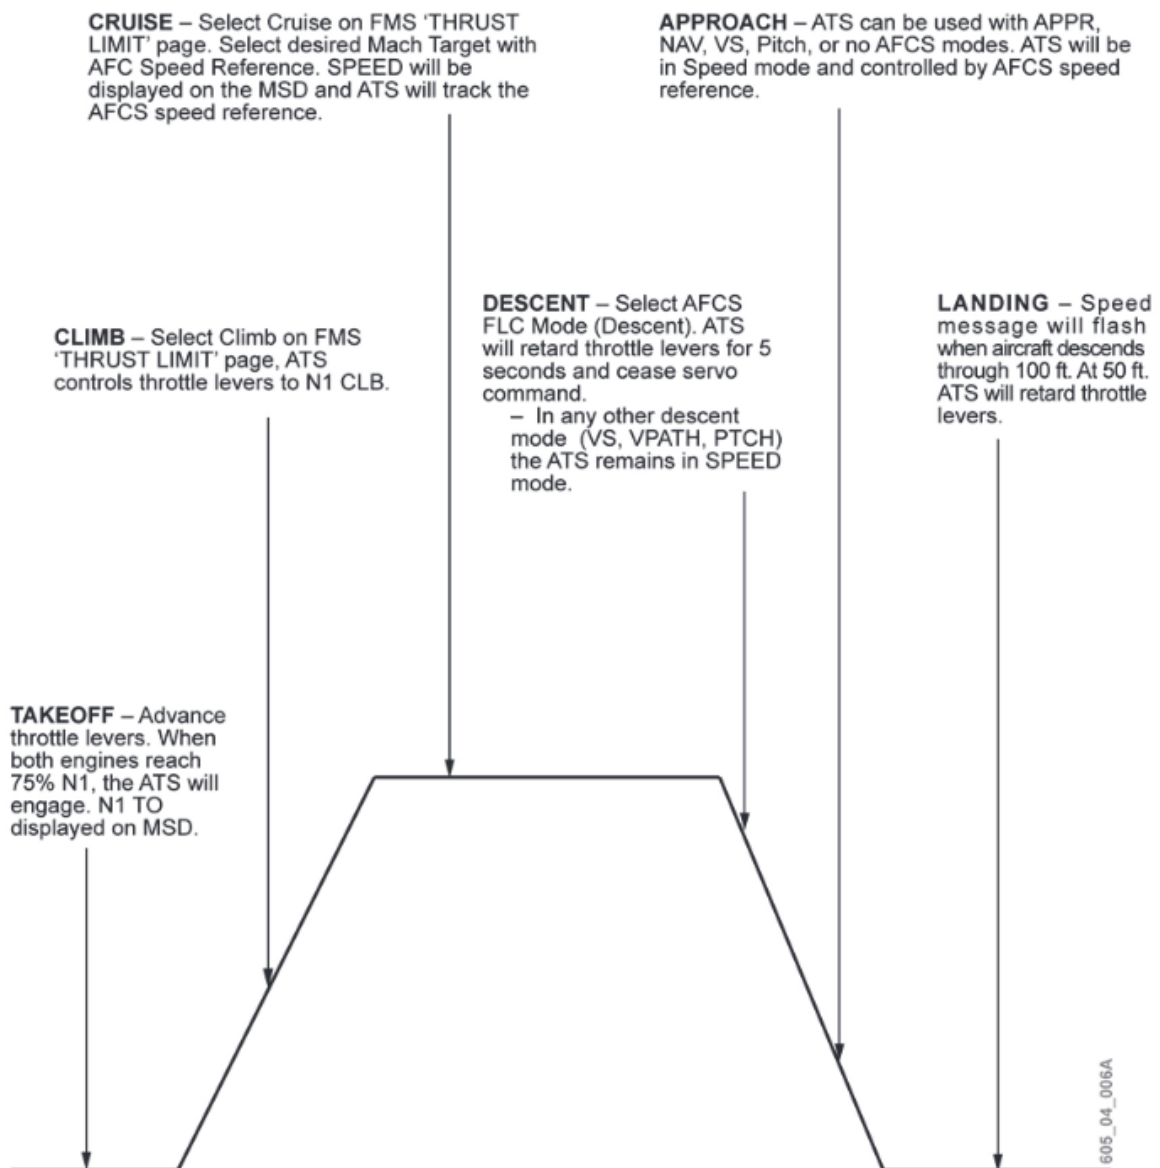 CRUISE – Select Cruise on FMS ‘THRUST
LIMIT’ page. Select desired Mach Target with
AFC Speed Reference. SPEED will be
displayed on the MSD and ATS will track the
AFCS speed reference.
APPROACH – ATS can be used with APPR,
NAV, VS, Pitch, or no AFCS modes. ATS will be
in Speed mode and controlled by AFCS speed
reference.
CLIMB – Select Climb on FMS
‘THRUST LIMIT’ page, ATS
controls throttle levers to N1 CLB.
DESCENT – Select AFCS
FLC Mode (Descent). ATS
will retard throttle levers for 5
seconds and cease servo
command.
– In any other descent
mode (VS, VPATH, PTCH)
the ATS remains in SPEED
mode.
LANDING – Speed
message will flash
when aircraft descends
through 100 ft. At 50 ft.
ATS will retard throttle
levers.
TAKEOFF – Advance
throttle levers. When
both engines reach
75% N1, the ATS will
engage. N1 TO
displayed on MSD.
605_04_006A